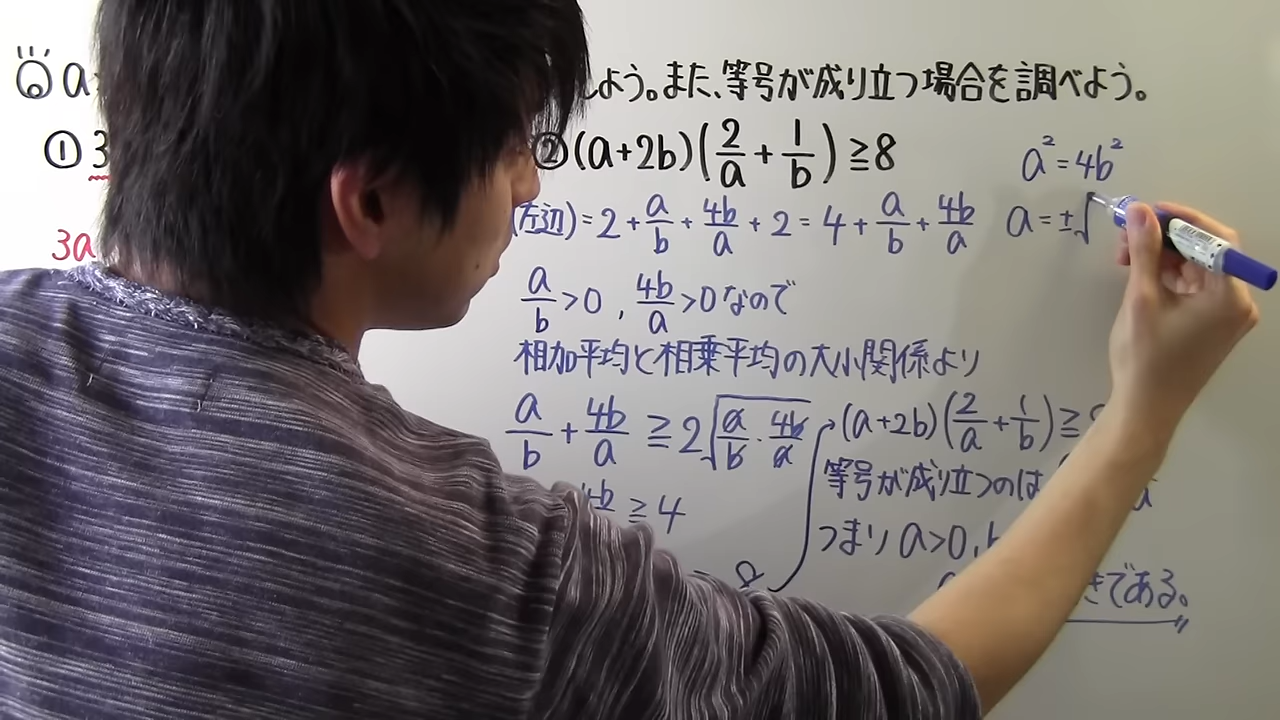 ◎a
しよう。また、等号が成り立つ場合を調べよう。
① 3
3a
② (a+2b)(2/a + 1/b) ≧ 8
(左辺) = 2 + a/b + 4b/a + 2 = 4 + a/b + 4b/a
a/b > 0 , 4b/a > 0 なので
相加平均と相乗平均の大小関係より
a/b + 4b/a ≧ 2√(a/b · 4b/a)
4b ≧ 4
8
(a+2b)(2/a + 1/b) ≧
等号が成り立つのは
つまり a>0,
きである。
a² = 4b²
a = ±√